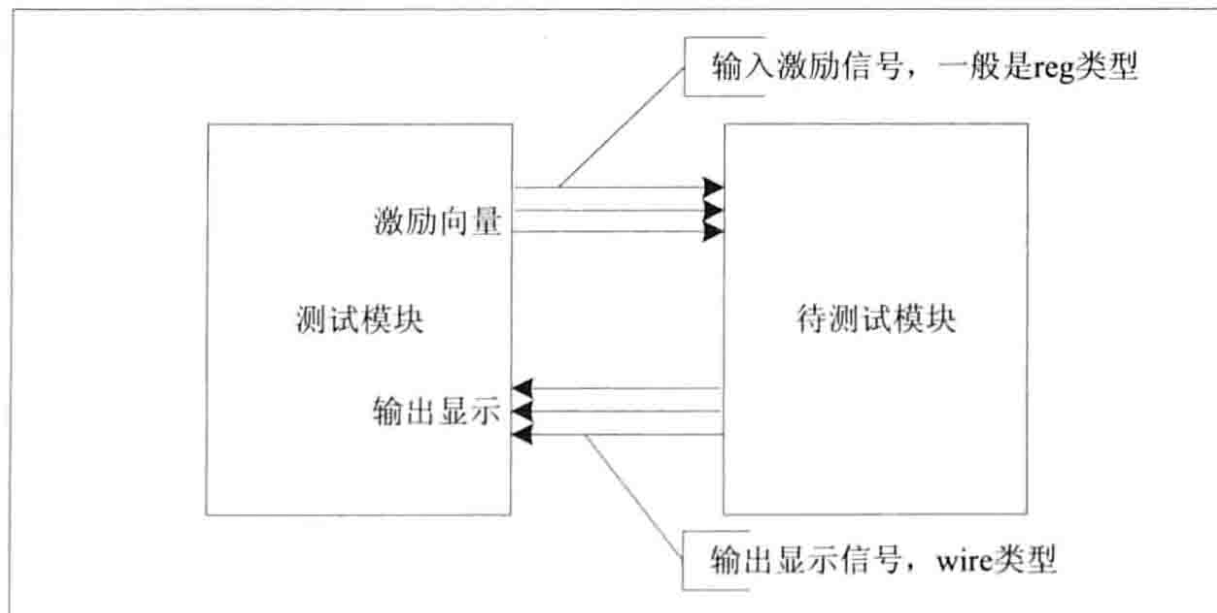 输入激励信号，一般是reg类型
激励向量
测试模块
待测试模块
输出显示
输出显示信号，wire类型